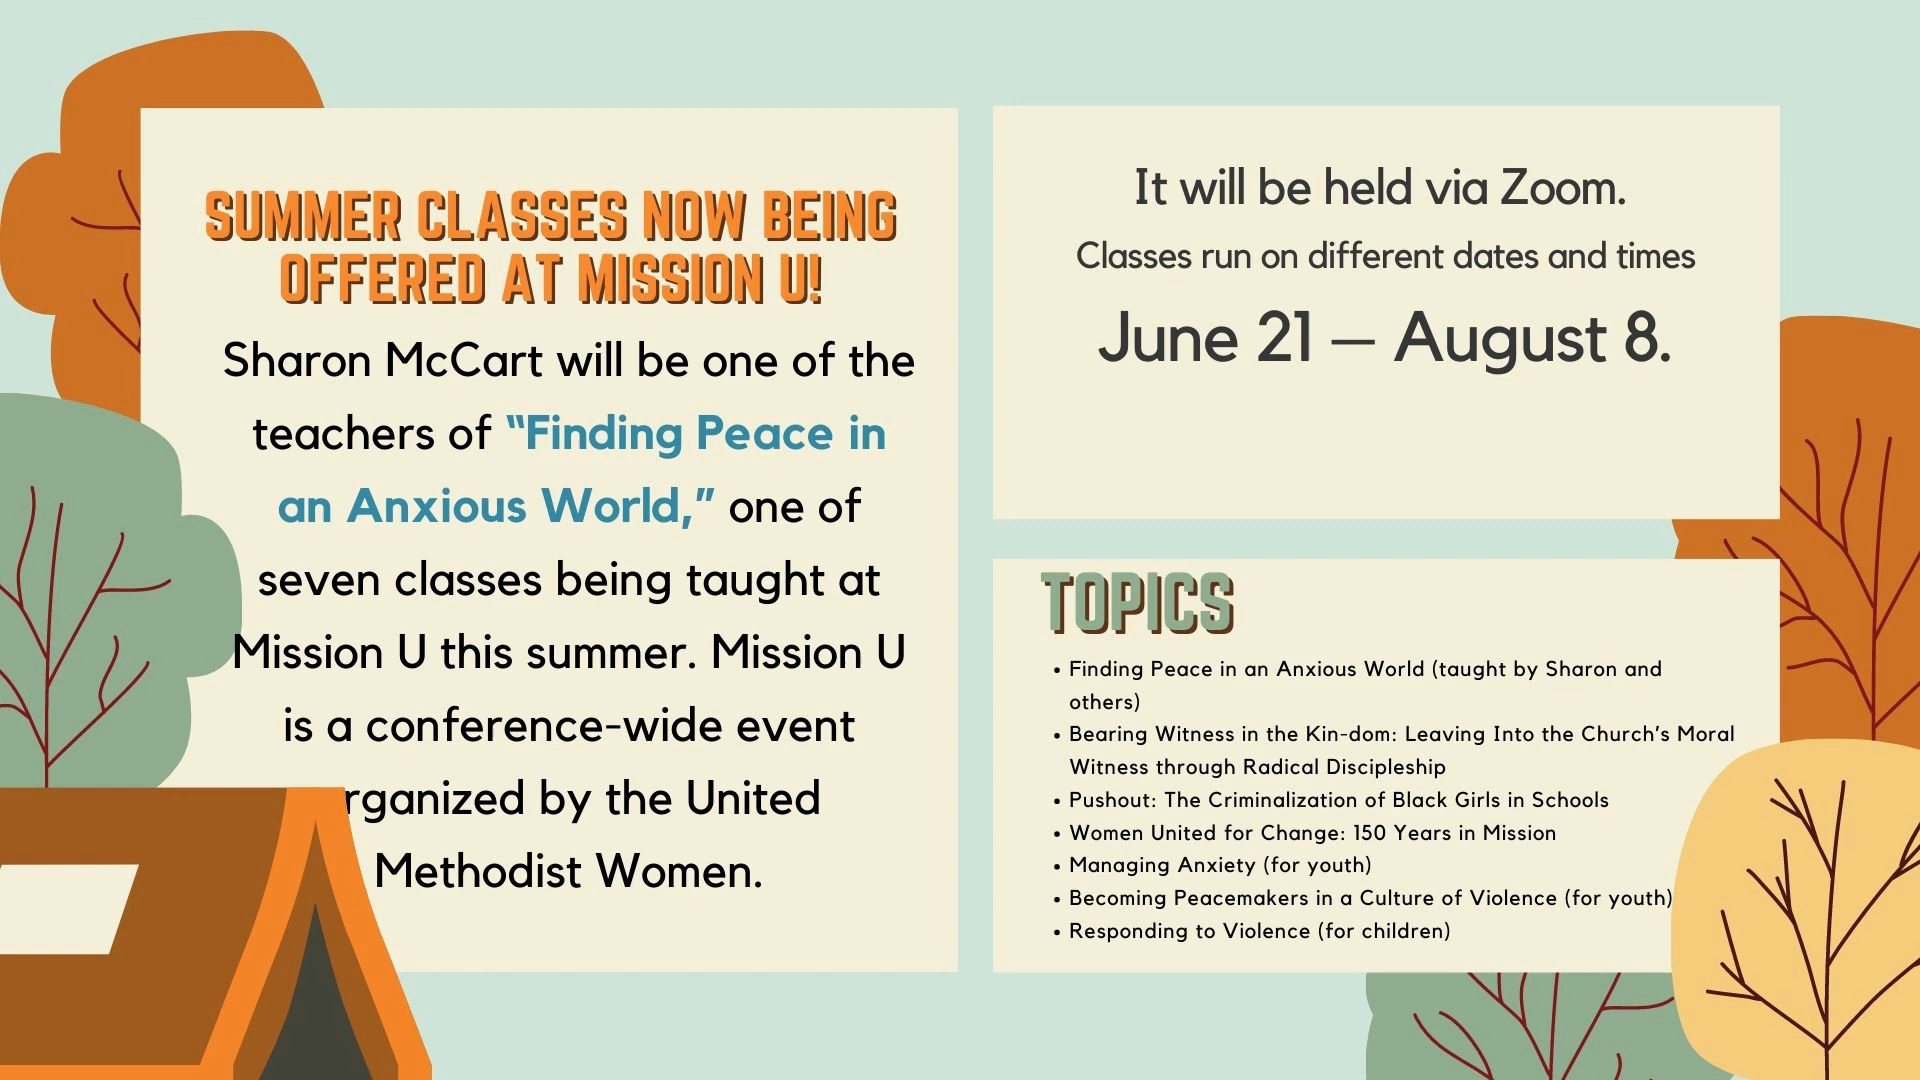 SUMMER CLASSES NOW BEING
OFFERED AT MISSION U!
Sharon McCart will be one of the
teachers of “Finding Peace in
an Anxious World,” one of
seven classes being taught at
Mission U this summer. Mission U
is a conference-wide event
rganized by the United
Methodist Women.
It will be held via Zoom.
Classes run on different dates and times
June 21 – August 8.
TOPICS
• Finding Peace in an Anxious World (taught by Sharon and
others)
• Bearing Witness in the Kin-dom: Leaving Into the Church’s Moral
Witness through Radical Discipleship
• Pushout: The Criminalization of Black Girls in Schools
• Women United for Change: 150 Years in Mission
• Managing Anxiety (for youth)
• Becoming Peacemakers in a Culture of Violence (for youth)
• Responding to Violence (for children)